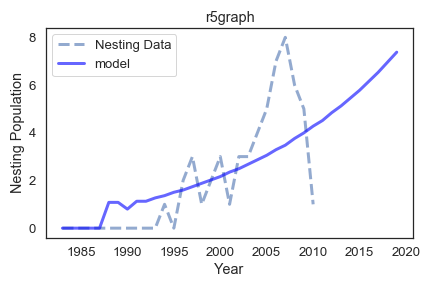 r5graph
Nesting Data
model
Nesting Population
8
6
4
2
0
1985 1990 1995 2000 2005 2010 2015 2020
Year